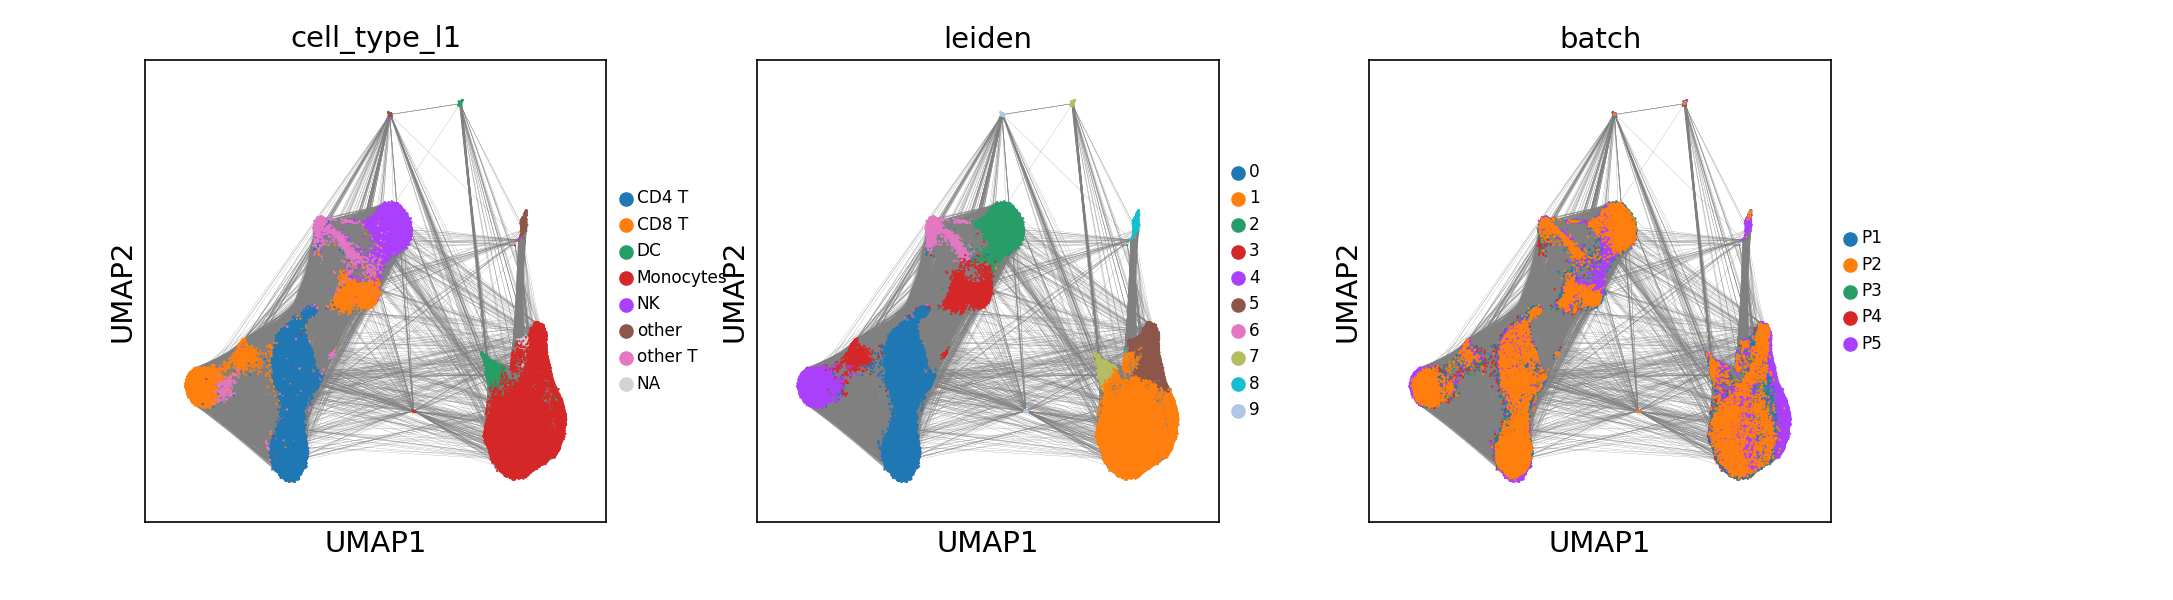 cell_type_l1
UMAP2
UMAP1
CD4 T
CD8 T
DC
Monocytes
NK
other
other T
NA
leiden
UMAP2
UMAP1
0
1
2
3
4
5
6
7
8
9
batch
UMAP2
UMAP1
P1
P2
P3
P4
P5